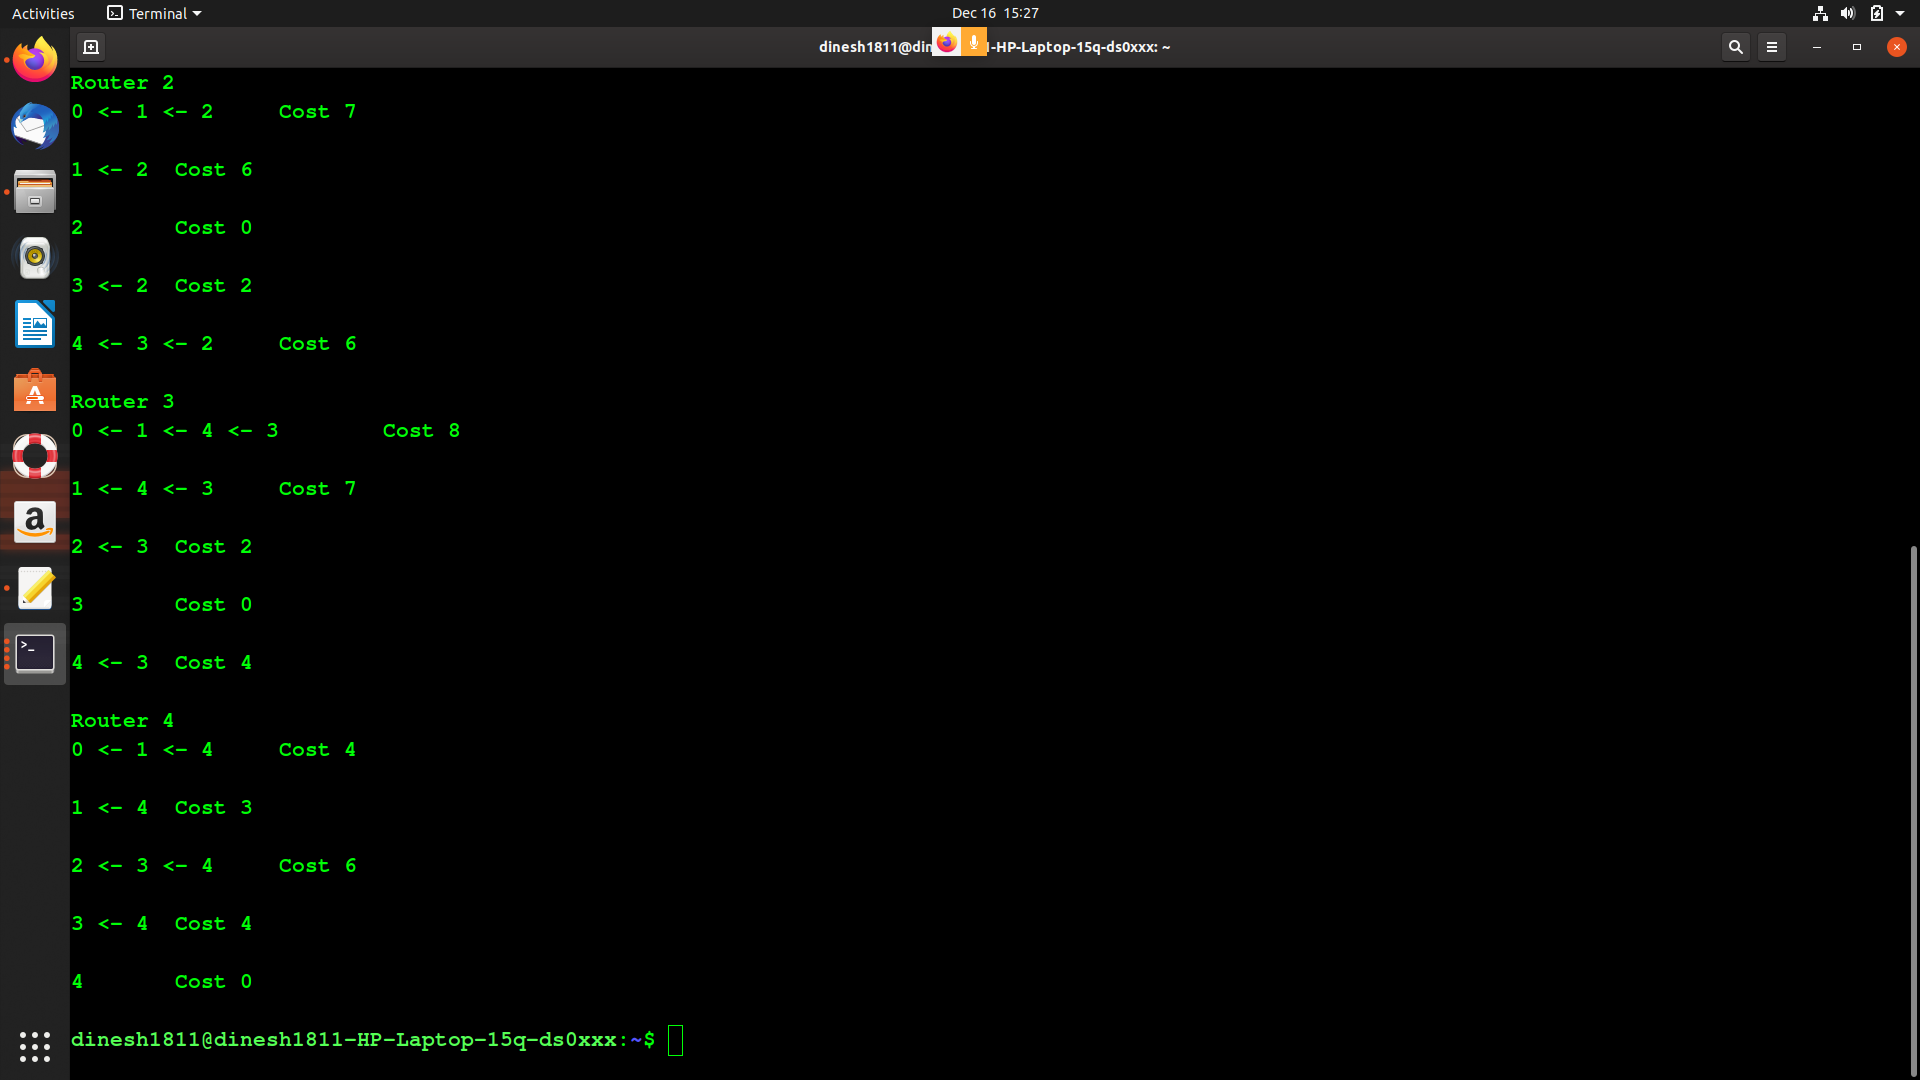 Activities
Terminal
Dec 16 15:27
dinesh1811@din
1-HP-Laptop-15q-ds0xxx: ~
Router 2
0 <- 1 <- 2 Cost 7
1 <- 2 Cost 6
2 Cost 0
3 <- 2 Cost 2
4 <- 3 <- 2 Cost 6
Router 3
0 <- 1 <- 4 <- 3 Cost 8
1 <- 4 <- 3 Cost 7
2 <- 3 Cost 2
3 Cost 0
4 <- 3 Cost 4
Router 4
0 <- 1 <- 4 Cost 4
1 <- 4 Cost 3
2 <- 3 <- 4 Cost 6
3 <- 4 Cost 4
4 Cost 0
dinesh1811@dinesh1811-HP-Laptop-15q-ds0xxx:~$